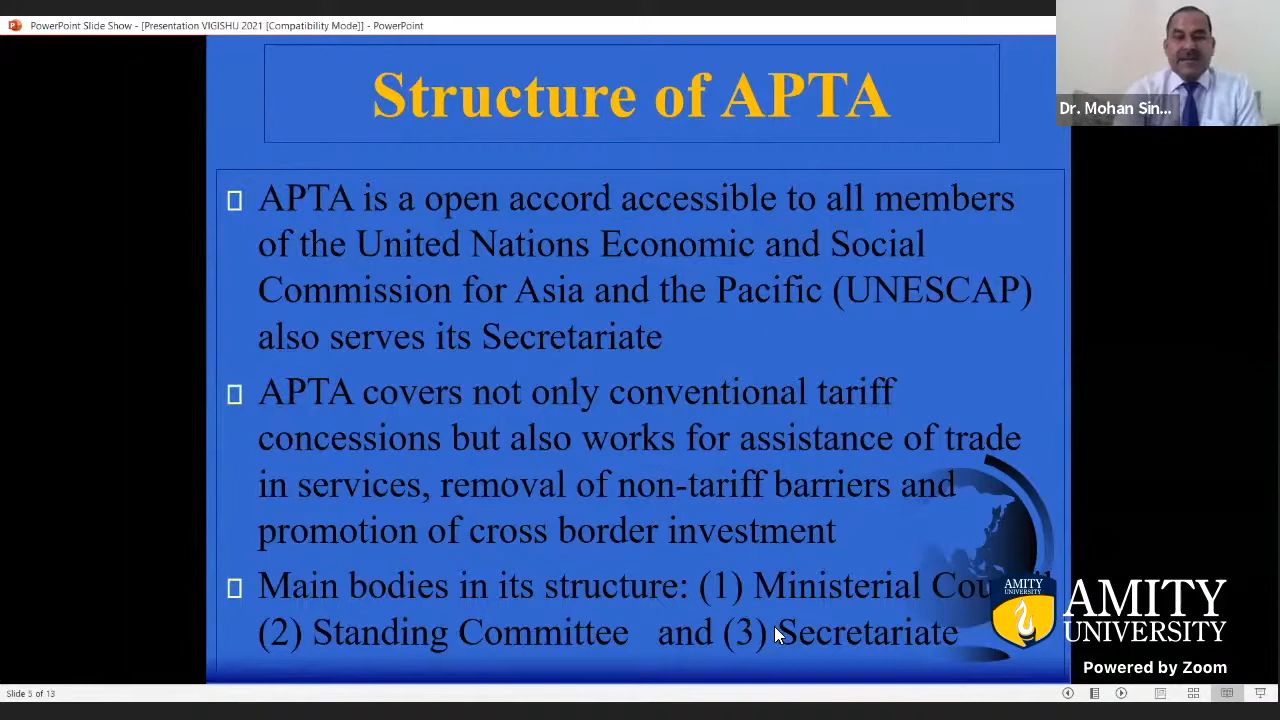 PowerPoint Slide Show - [Presentation VIGISHU 2021 [Compatibility Mode]] - PowerPoint
Structure of APTA
Dr. Mohan Sin...
APTA is a open accord accessible to all members
of the United Nations Economic and Social
Commission for Asia and the Pacific (UNESCAP)
also serves its Secretariate
APTA covers not only conventional tariff
concessions but also works for assistance of trade
in services, removal of non-tariff barriers and
promotion of cross border investment
Main bodies in its structure: (1) Ministerial
(2) Standing Committee and (3) Secretariate
AMITY
UNIVERSITY
AMITY
UNIVERSITY
Powered by Zoom
Slide 5 of 13